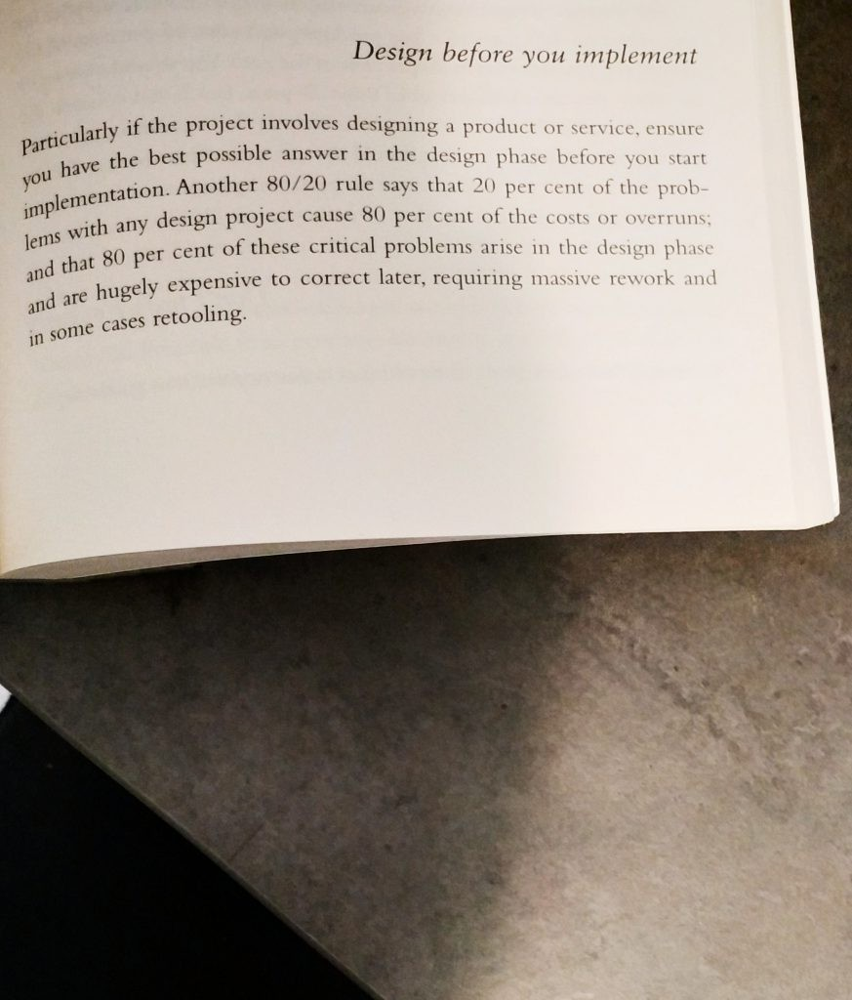 Design before you implement
Particularly if the project involves designing a product or service, ensure
you have the best possible answer in the design phase before you start
implementation. Another 80/20 rule says that 20 per cent of the prob-
lems with any design project cause 80 per cent of the costs or overruns;
and that 80 per cent of these critical problems arise in the design phase
and are hugely expensive to correct later, requiring massive rework and
in some cases retooling.